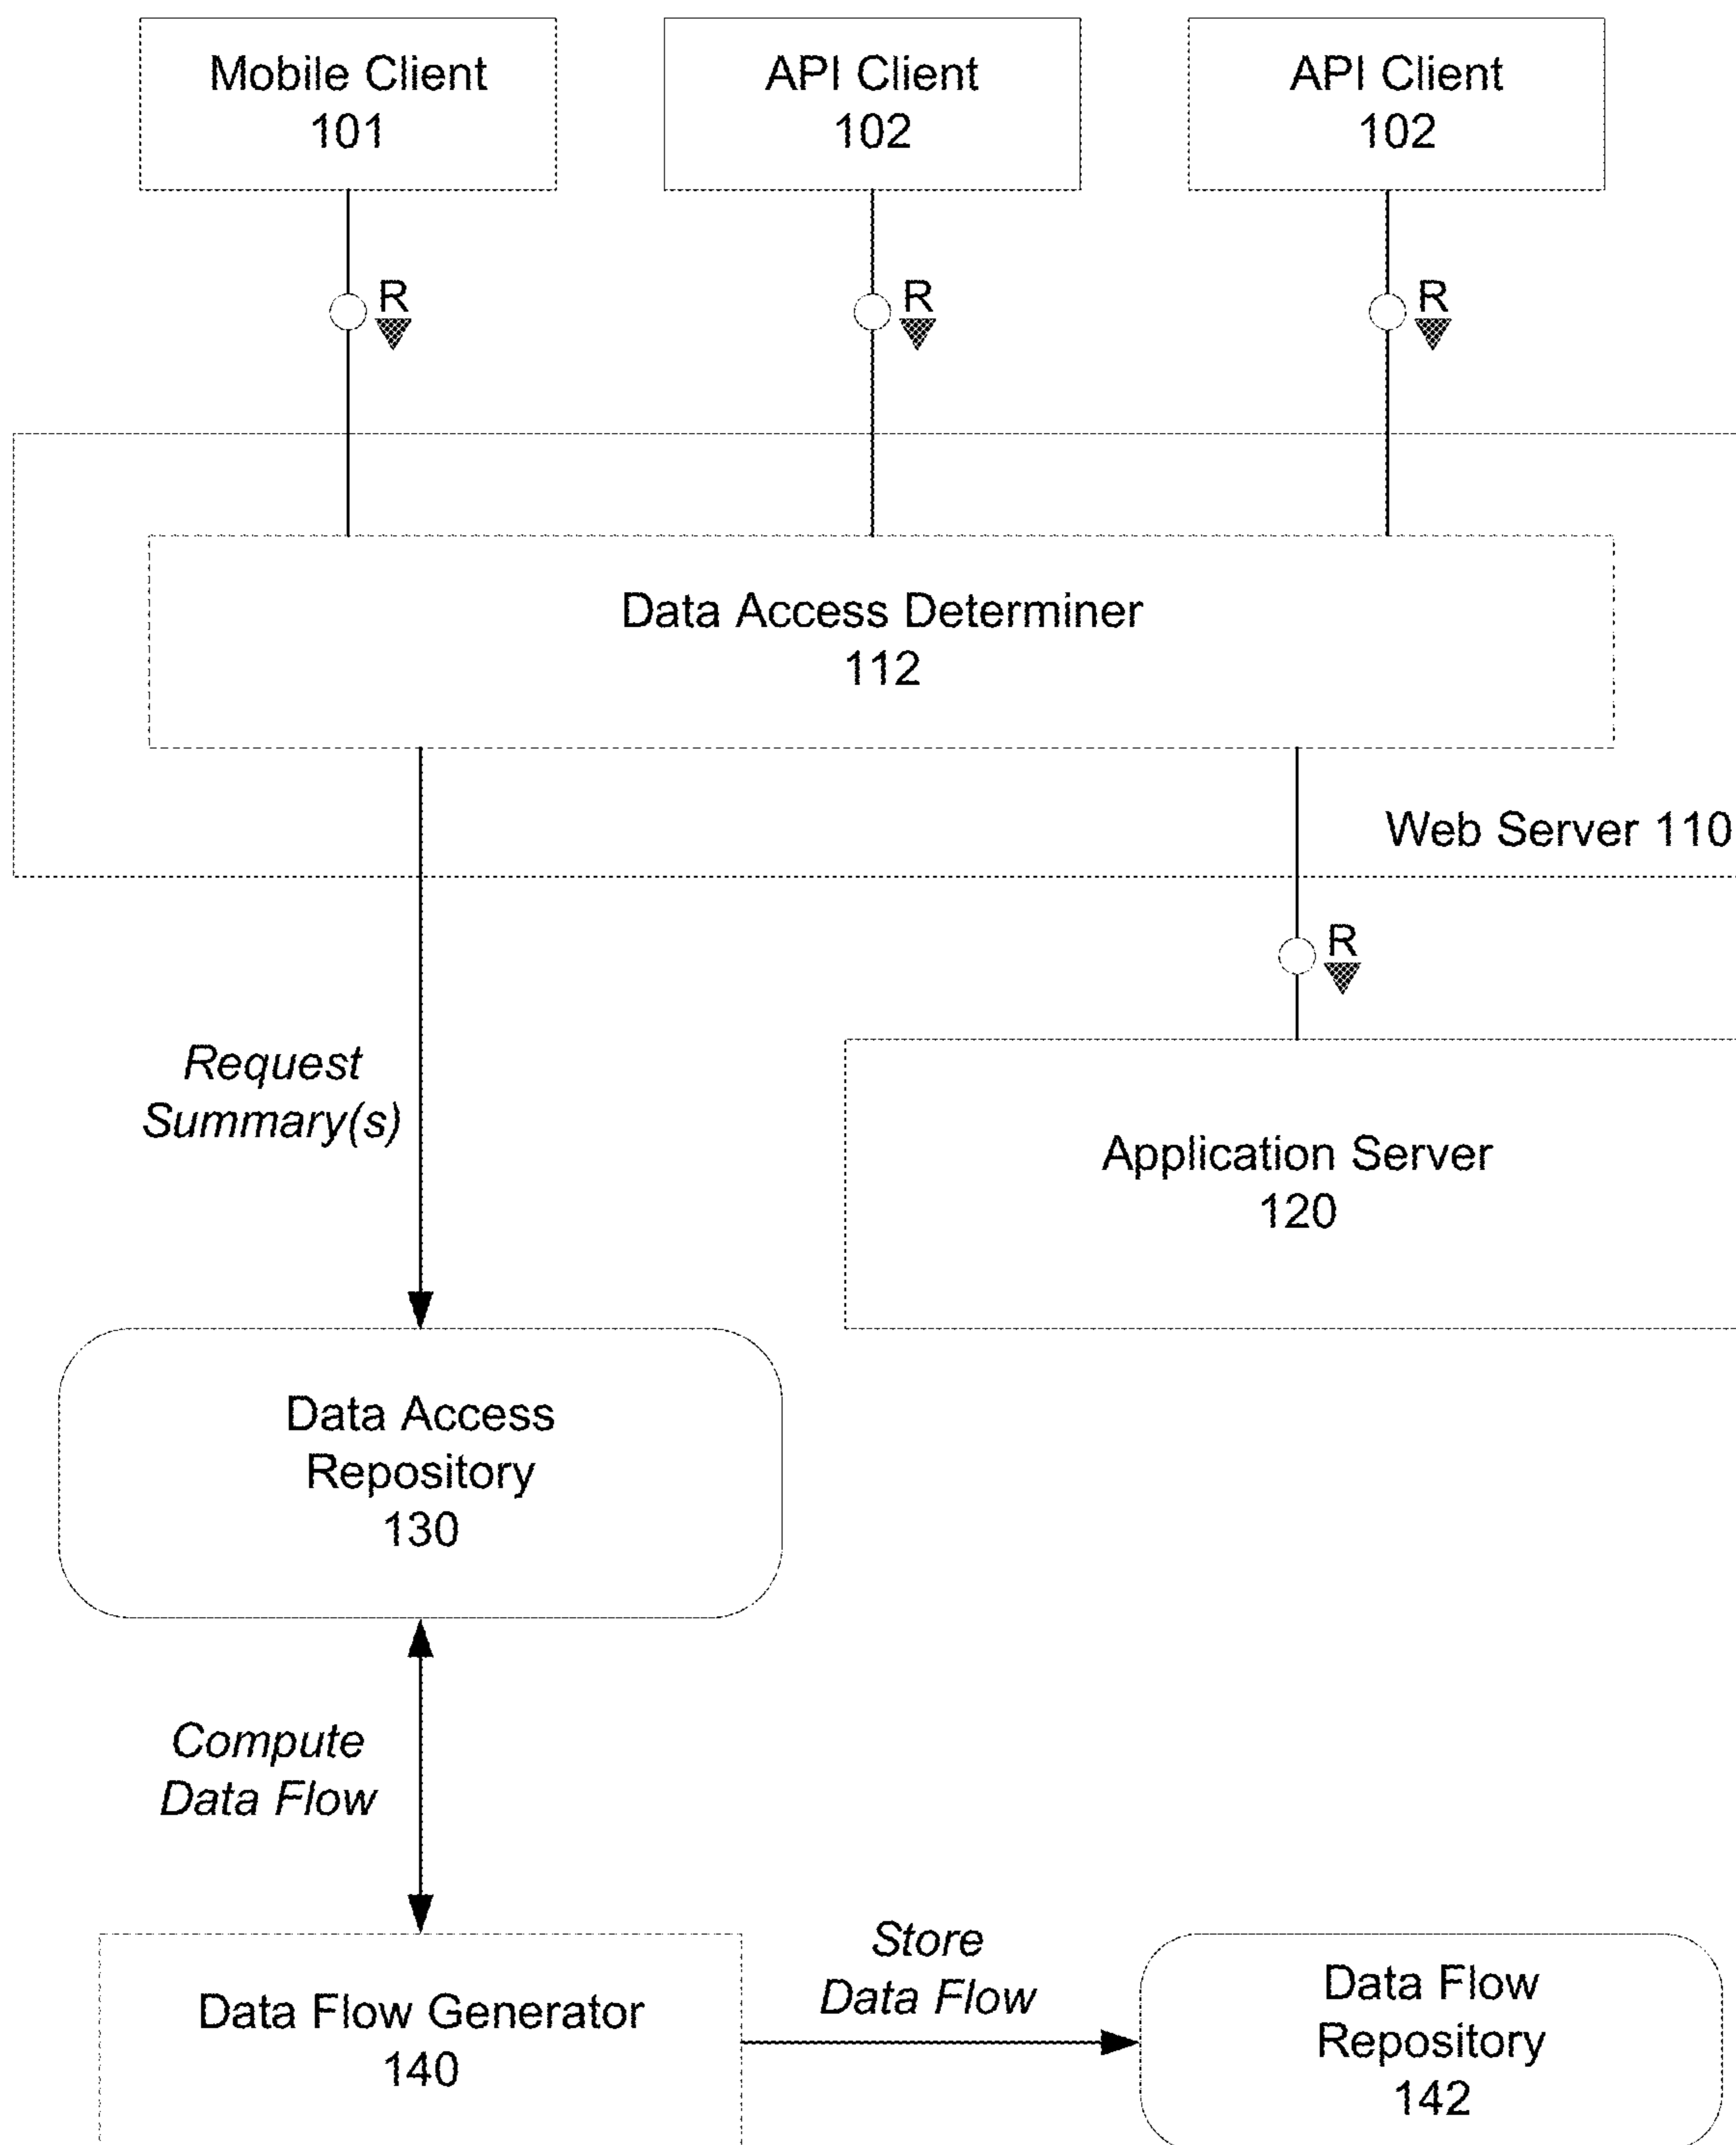 Mobile Client
101
API Client
102
API Client
102
R
R
R
Data Access Determiner
112
Web Server 110
R
Request
Summary(s)
Application Server
120
Data Access
Repository
130
Compute
Data Flow
Store
Data Flow
Data Flow Generator
140
Data Flow
Repository
142